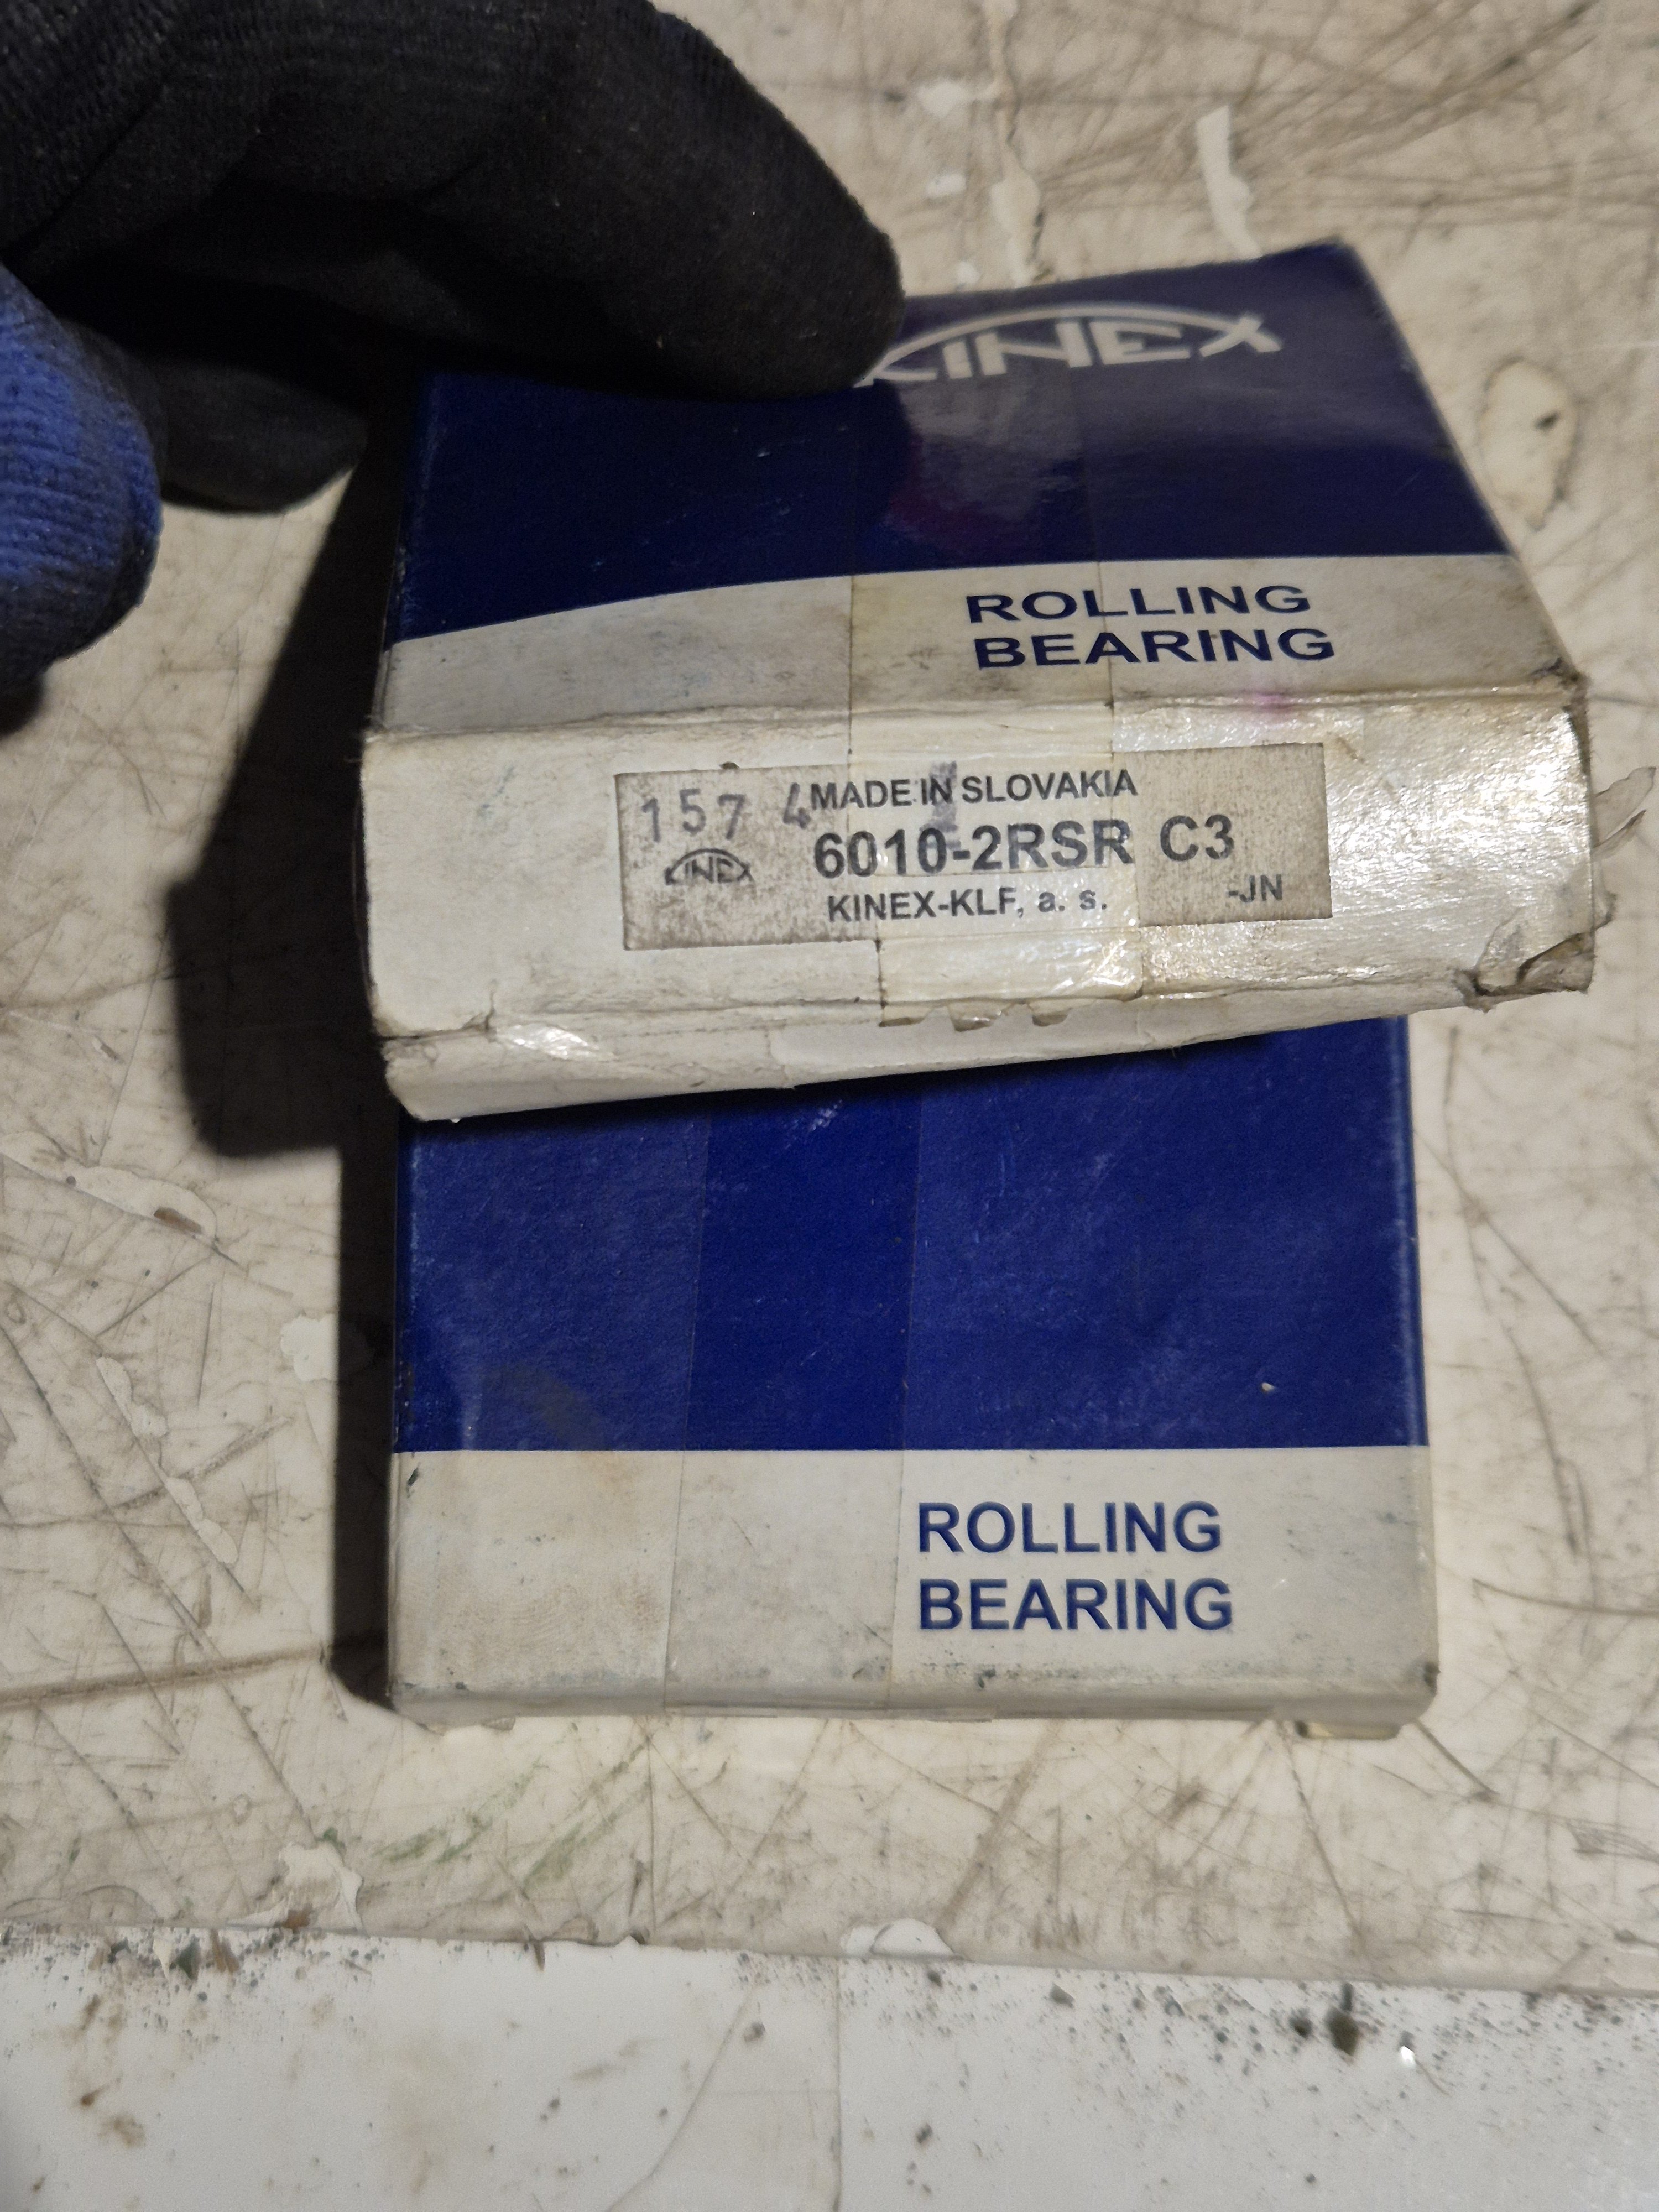 KINEX
ROLLING
BEARING
157 4 MADE IN SLOVAKIA
KINEX 6010-2RSR C3
KINEX-KLF, a. s. -JN
ROLLING
BEARING